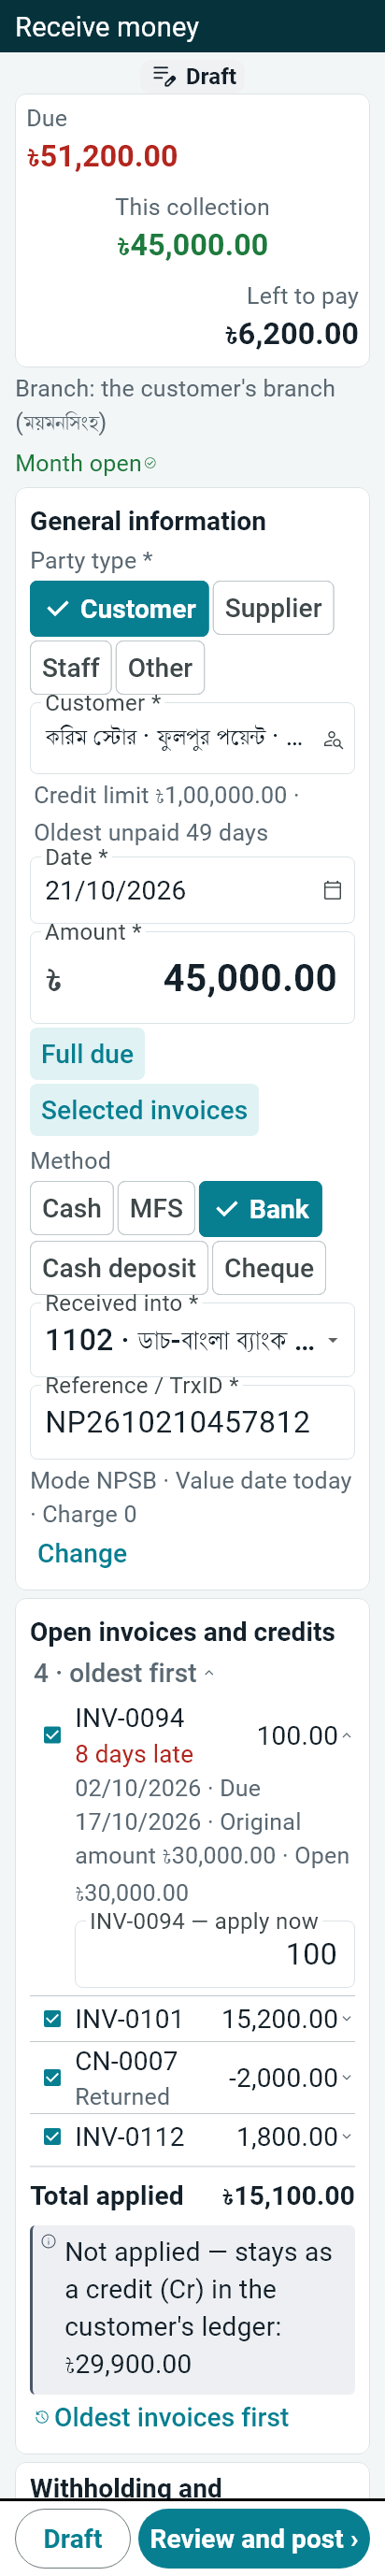 Receive money
Draft
Due
৳51,200.00
This collection
৳45,000.00
Left to pay
৳6,200.00
Branch: the customer's branch
(ময়মনসিংহ)
Month open
General information
Party type *
Customer
Supplier
Staff
Other
Customer *
করিম স্টোর · ফুলপুর পয়েন্ট · ...
Credit limit ৳1,00,000.00 ·
Oldest unpaid 49 days
Date *
21/10/2026
Amount *
৳ 45,000.00
Full due
Selected invoices
Method
Cash
MFS
Bank
Cash deposit
Cheque
Received into *
1102 · ডাচ-বাংলা ব্যাংক ...
Reference / TrxID *
NP2610210457812
Mode NPSB · Value date today
· Charge 0
Change
Open invoices and credits
4 · oldest first
INV-0094 100.00
8 days late
02/10/2026 · Due
17/10/2026 · Original
amount ৳30,000.00 · Open
৳30,000.00
INV-0094 — apply now
100
INV-0101 15,200.00
CN-0007 -2,000.00
Returned
INV-0112 1,800.00
Total applied ৳15,100.00
Not applied — stays as
a credit (Cr) in the
customer's ledger:
৳29,900.00
Oldest invoices first
Withholding and
Draft
Review and post ›